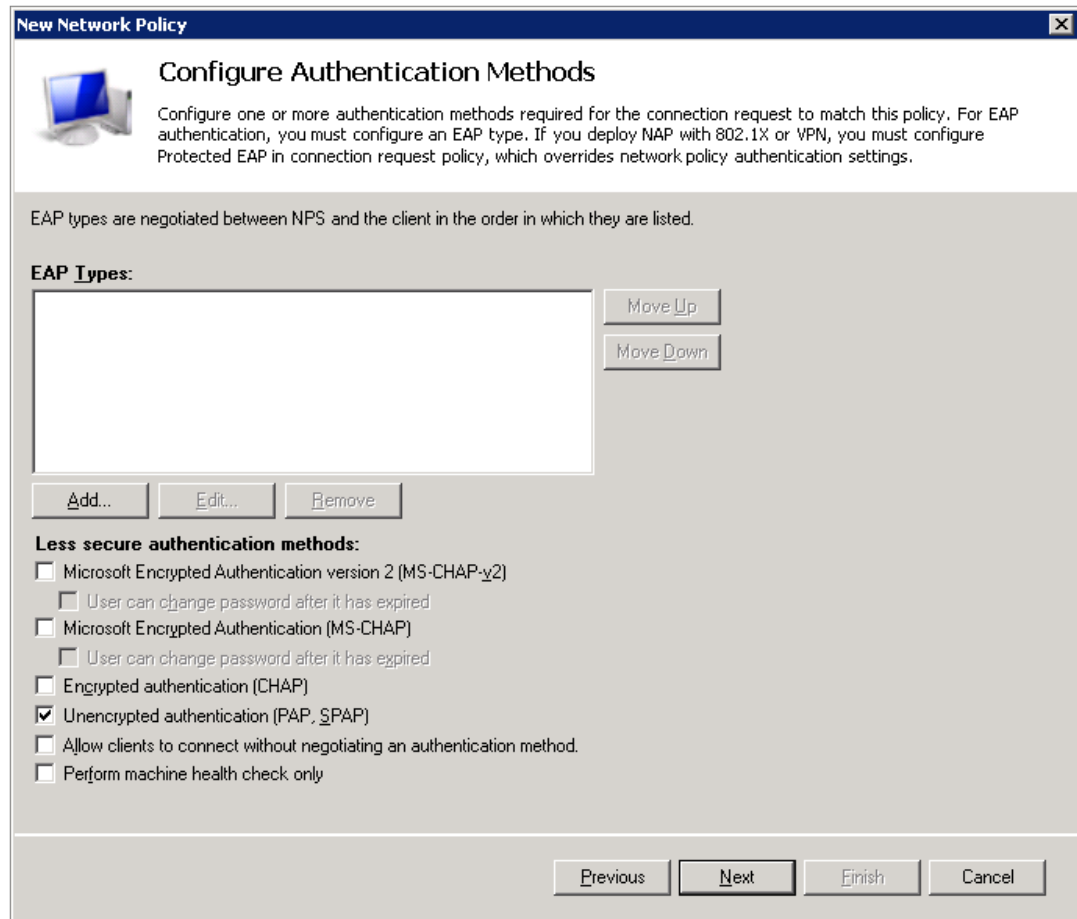 New Network Policy
Configure Authentication Methods
Configure one or more authentication methods required for the connection request to match this policy. For EAP
authentication, you must configure an EAP type. If you deploy NAP with 802.1X or VPN, you must configure
Protected EAP in connection request policy, which overrides network policy authentication settings.
EAP types are negotiated between NPS and the client in the order in which they are listed.
EAP Types:
Move Up
Move Down
Add... Edit... Remove
Less secure authentication methods:
Microsoft Encrypted Authentication version 2 (MS-CHAP-v2)
User can change password after it has expired
Microsoft Encrypted Authentication (MS-CHAP)
User can change password after it has expired
Encrypted authentication (CHAP)
Unencrypted authentication (PAP, SPAP)
Allow clients to connect without negotiating an authentication method.
Perform machine health check only
Previous Next Finish Cancel